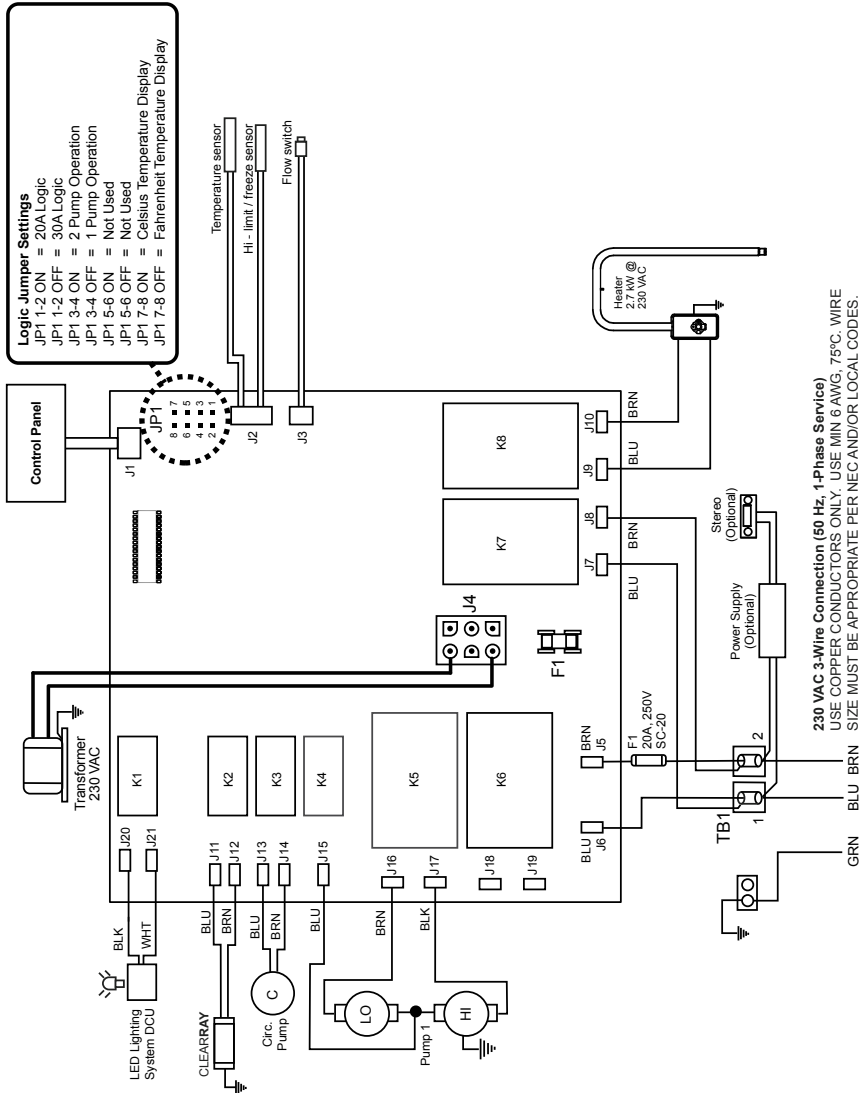 Logic Jumper Settings
JP1 1-2 ON = 20A Logic
JP1 1-2 OFF = 30A Logic
JP1 3-4 ON = 2 Pump Operation
JP1 3-4 OFF = 1 Pump Operation
JP1 5-6 ON = Not Used
JP1 5-6 OFF = Not Used
JP1 7-8 ON = Celsius Temperature Display
JP1 7-8 OFF = Fahrenheit Temperature Display
Control Panel
J1
JP1
8 7
6 5
4 3
2 1
J2
J3
Temperature sensor
Hi - limit / freeze sensor
Flow switch
Transformer
230 VAC
J4
F1
K1
K2
K3
K4
K5
K6
K7
K8
J20
J21
J11
J12
J13
J14
J15
J16
J17
J18
J19
BLK
WHT
BLU
BRN
BLU
BRN
BLU
BRN
BLK
LED Lighting
System DCU
CLEARRAY
C
Circ.
Pump
LO
HI
Pump 1
BLU
J6
BRN
J5
F1
20A, 250V
SC-20
J7
BLU
J8
BRN
J9
BLU
J10
BRN
Heater
2.7 kW @
230 VAC
TB1
1
2
Power Supply
(Optional)
Stereo
(Optional)
GRN
BLU
BRN
230 VAC 3-Wire Connection (50 Hz, 1-Phase Service)
USE COPPER CONDUCTORS ONLY. USE MIN 6 AWG, 75ºC. WIRE
SIZE MUST BE APPROPRIATE PER NEC AND/OR LOCAL CODES.